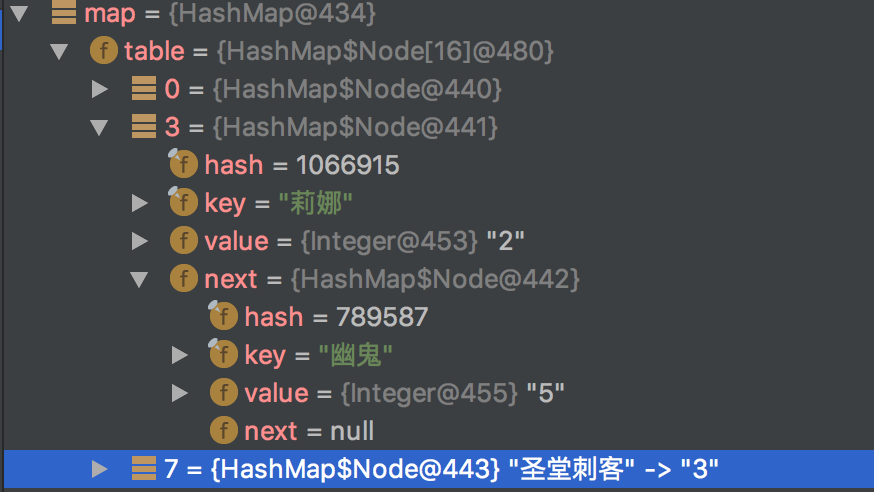 map = {HashMap@434}
f table = {HashMap$Node[16]@480}
0 = {HashMap$Node@440}
3 = {HashMap$Node@441}
f hash = 1066915
f key = "莉娜"
f value = {Integer@453} "2"
f next = {HashMap$Node@442}
f hash = 789587
f key = "幽鬼"
f value = {Integer@455} "5"
f next = null
7 = {HashMap$Node@443} "圣堂刺客" -> "3"